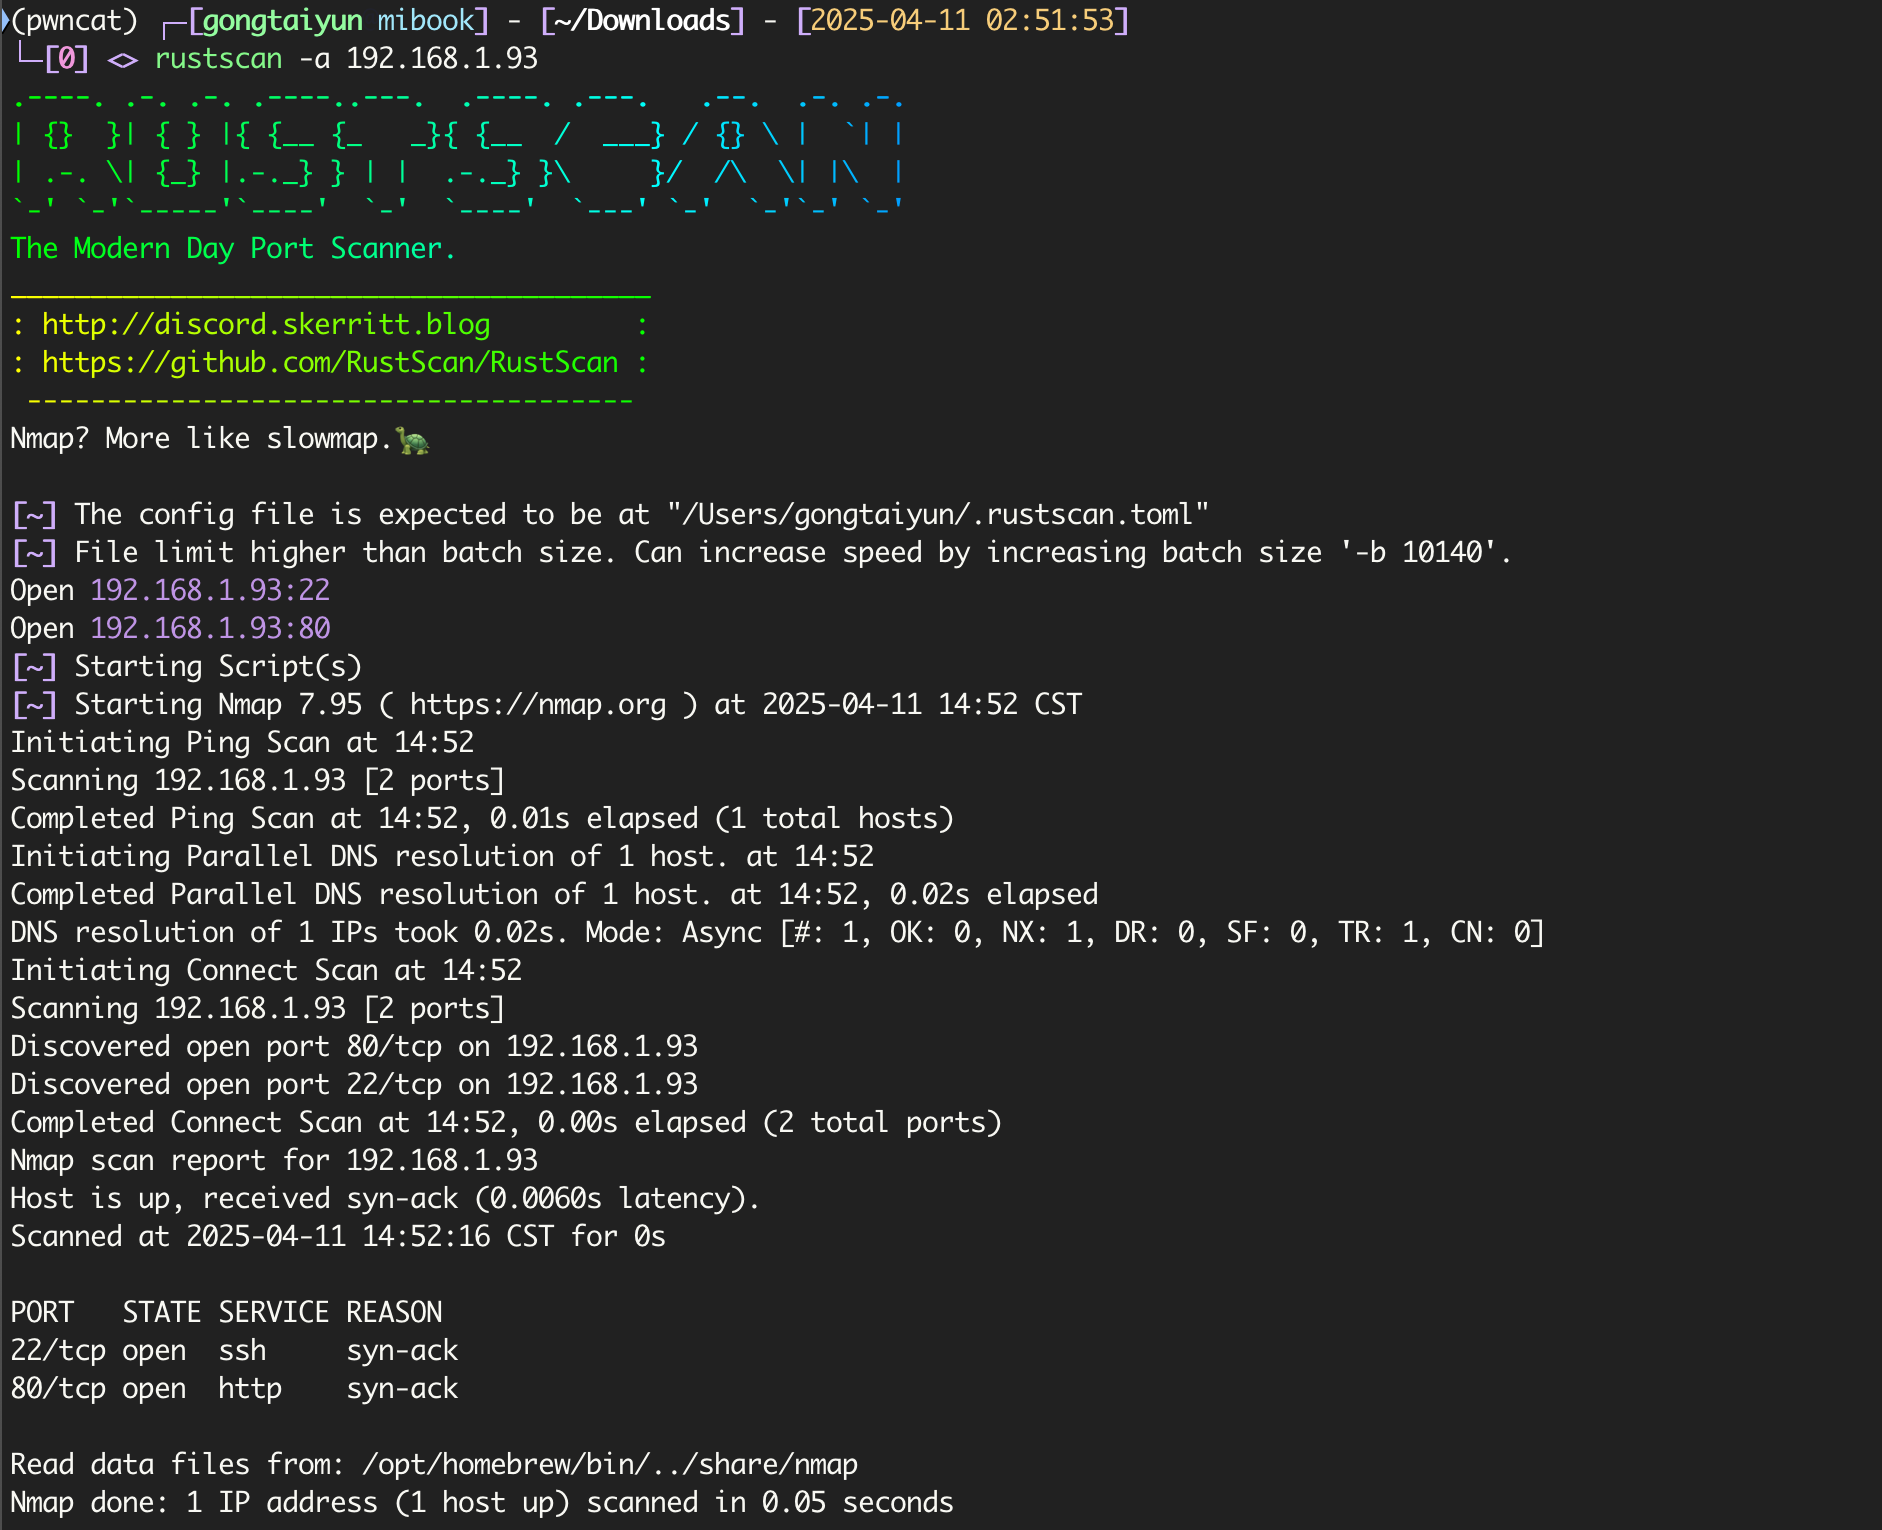 (pwncat) ┌─[gongtaiyun mibook] - [~/Downloads] - [2025-04-11 02:51:53]
└─[0] <> rustscan -a 192.168.1.93
.----. .-. .-. .----..---.  .----. .---.   .--.  .-. .-.
| {}  }| { } |{ {__ {_   _}{ {__  /  ___} / {} \ |  `| |
| .-. \| {_} |.-._} } | |  .-._} }\     }/  /\  \| |\  |
`-' `-'`-----'`----'  `-'  `----'  `---' `-'  `-'`-' `-'
The Modern Day Port Scanner.
________________________________________
: http://discord.skerritt.blog         :
: https://github.com/RustScan/RustScan :
 --------------------------------------
Nmap? More like slowmap.🐢
[~] The config file is expected to be at "/Users/gongtaiyun/.rustscan.toml"
[~] File limit higher than batch size. Can increase speed by increasing batch size '-b 10140'.
Open 192.168.1.93:22
Open 192.168.1.93:80
[~] Starting Script(s)
[~] Starting Nmap 7.95 ( https://nmap.org ) at 2025-04-11 14:52 CST
Initiating Ping Scan at 14:52
Scanning 192.168.1.93 [2 ports]
Completed Ping Scan at 14:52, 0.01s elapsed (1 total hosts)
Initiating Parallel DNS resolution of 1 host. at 14:52
Completed Parallel DNS resolution of 1 host. at 14:52, 0.02s elapsed
DNS resolution of 1 IPs took 0.02s. Mode: Async [#: 1, OK: 0, NX: 1, DR: 0, SF: 0, TR: 1, CN: 0]
Initiating Connect Scan at 14:52
Scanning 192.168.1.93 [2 ports]
Discovered open port 80/tcp on 192.168.1.93
Discovered open port 22/tcp on 192.168.1.93
Completed Connect Scan at 14:52, 0.00s elapsed (2 total ports)
Nmap scan report for 192.168.1.93
Host is up, received syn-ack (0.0060s latency).
Scanned at 2025-04-11 14:52:16 CST for 0s
PORT   STATE SERVICE REASON
22/tcp open  ssh     syn-ack
80/tcp open  http    syn-ack
Read data files from: /opt/homebrew/bin/../share/nmap
Nmap done: 1 IP address (1 host up) scanned in 0.05 seconds